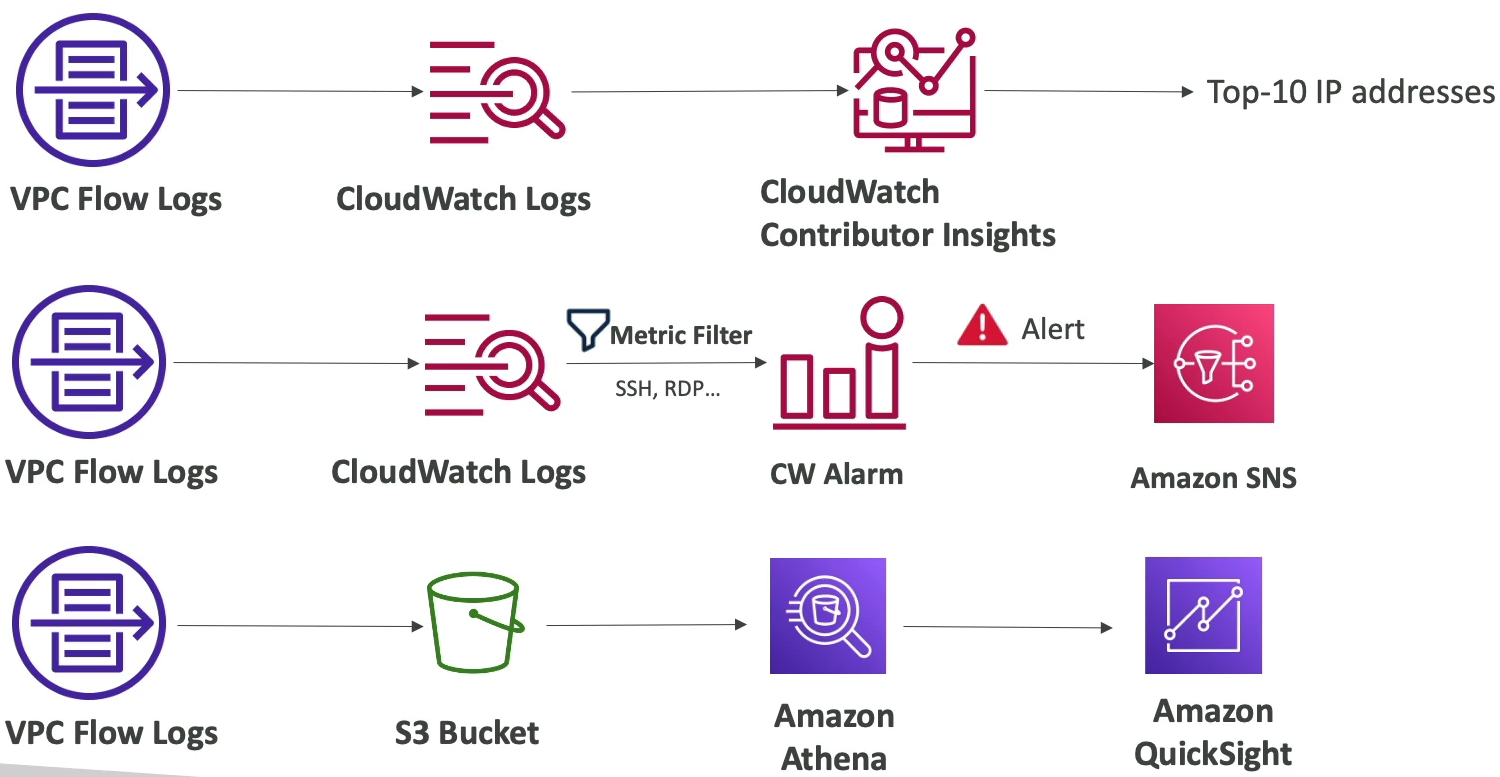 Top-10 IP addresses
VPC Flow Logs
CloudWatch Logs
CloudWatch
Contributor Insights
Metric Filter
SSH, RDP...
Alert
VPC Flow Logs
CloudWatch Logs
CW Alarm
Amazon SNS
VPC Flow Logs
S3 Bucket
Amazon
Athena
Amazon
QuickSight